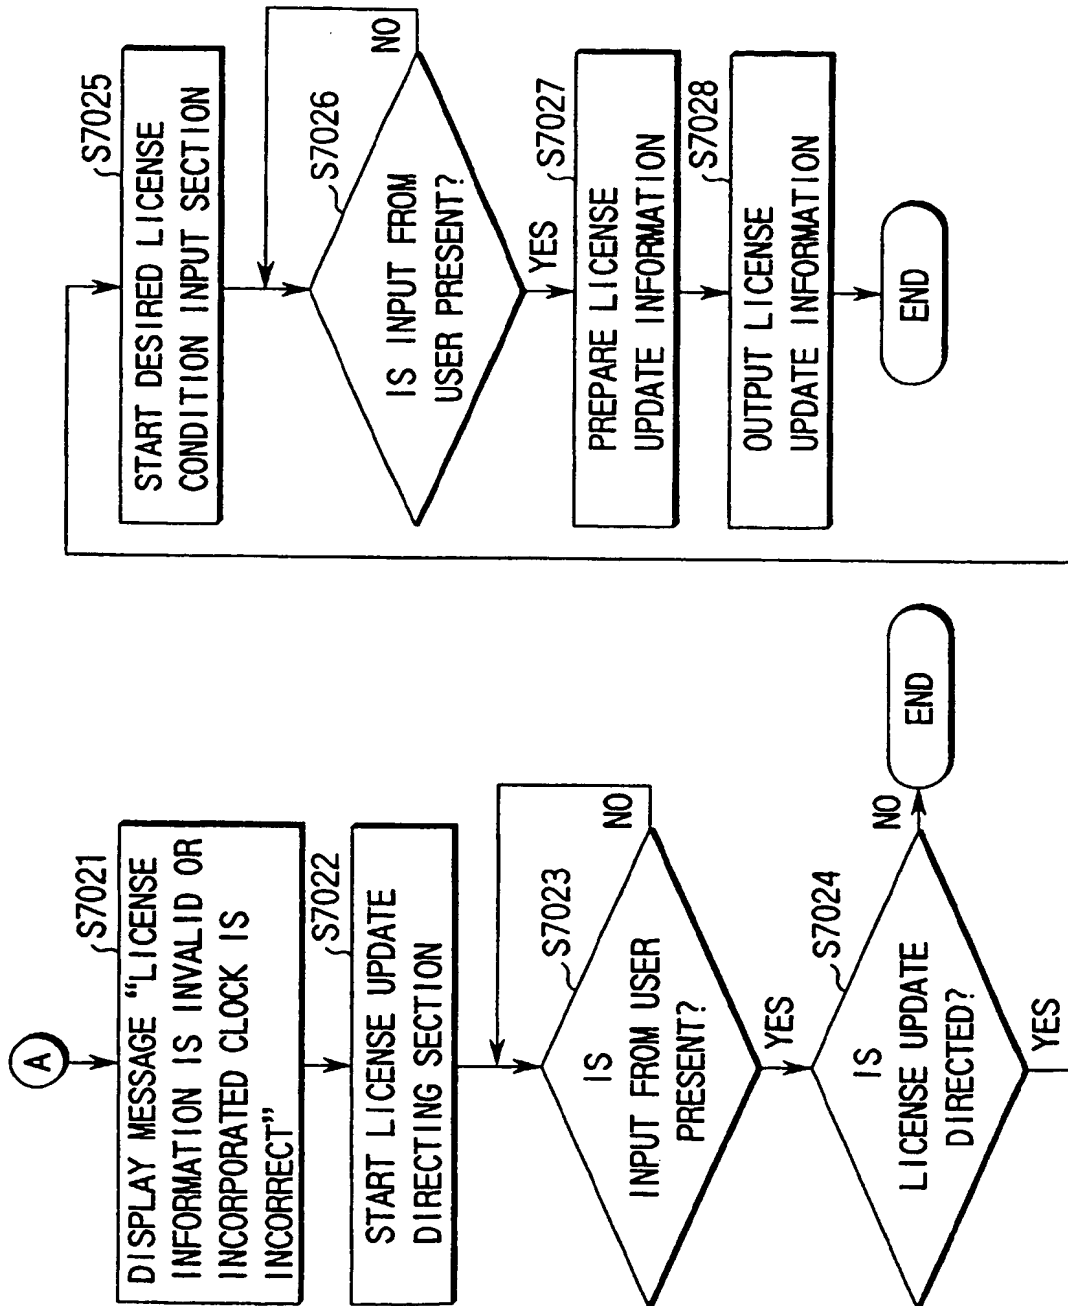 A
S7021
DISPLAY MESSAGE “LICENSE
INFORMATION IS INVALID OR
INCORPORATED CLOCK IS
INCORRECT”
S7022
START LICENSE UPDATE
DIRECTING SECTION
S7023
IS
INPUT FROM USER
PRESENT?
NO
YES
S7024
IS
LICENSE UPDATE
DIRECTED?
NO
END
YES
S7025
START DESIRED LICENSE
CONDITION INPUT SECTION
S7026
IS INPUT FROM
USER PRESENT?
NO
YES
S7027
PREPARE LICENSE
UPDATE INFORMATION
S7028
OUTPUT LICENSE
UPDATE INFORMATION
END